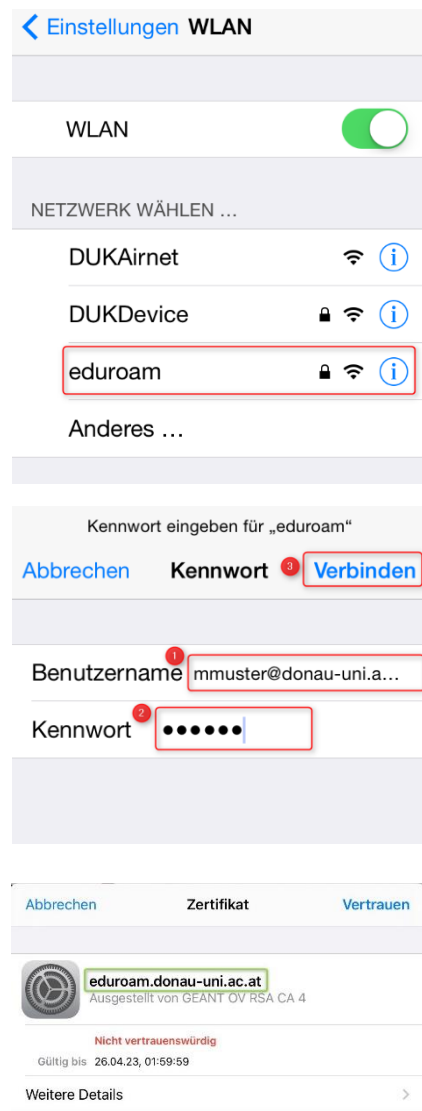 Einstellungen WLAN
WLAN
NETZWERK WÄHLEN ...
DUKAirnet
DUKDevice
eduroam
Anderes ...
Kennwort eingeben für „eduroam“
Abbrechen Kennwort 3 Verbinden
1
Benutzername mmuster@donau-uni.a...
2
Kennwort ●●●●●●
Abbrechen Zertifikat Vertrauen
eduroam.donau-uni.ac.at
Ausgestellt von GEANT OV RSA CA 4
Nicht vertrauenswürdig
Gültig bis 26.04.23, 01:59:59
Weitere Details